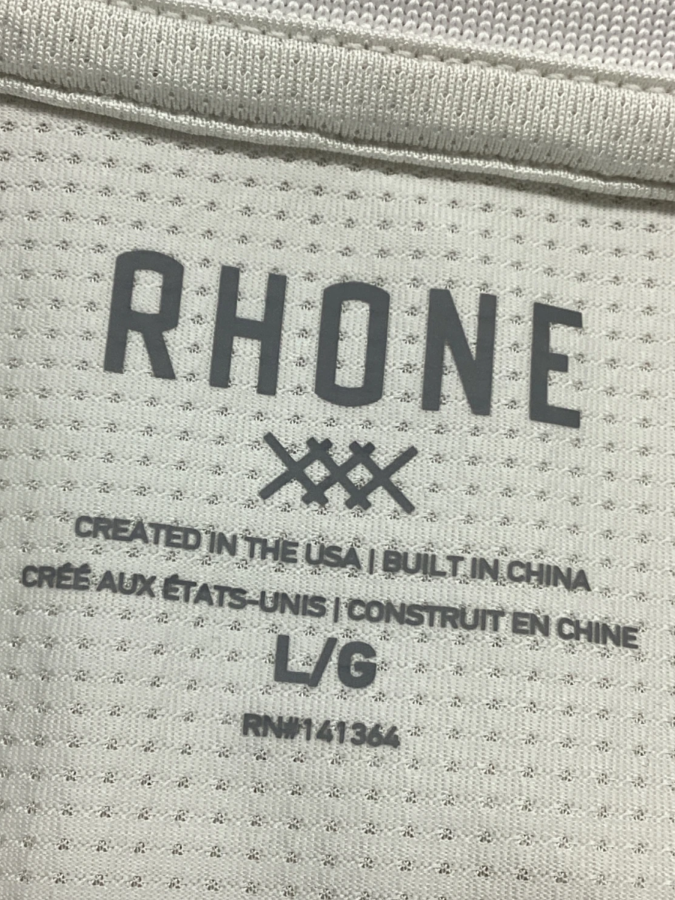 RHONE
CREATED IN THE USA | BUILT IN CHINA
CRÉÉ AUX ÉTATS-UNIS | CONSTRUIT EN CHINE
L/G
RN#141364